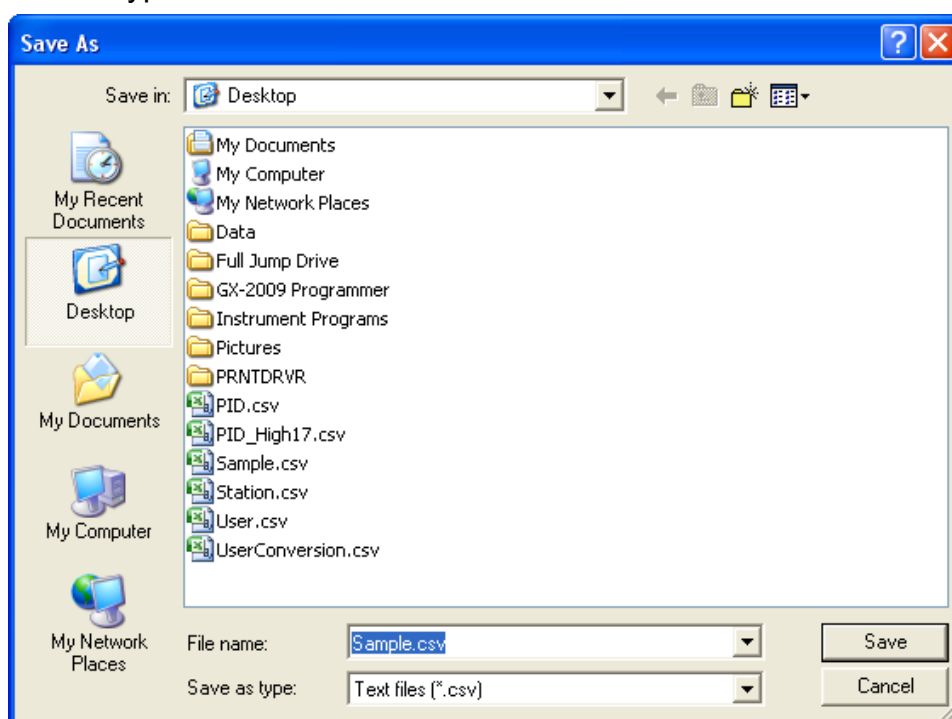 Save As
Save in:
Desktop
My Recent
Documents
Desktop
My Documents
My Computer
My Network
Places
My Documents
My Computer
My Network Places
Data
Full Jump Drive
GX-2009 Programmer
Instrument Programs
Pictures
PRNTDRVR
PID.csv
PID_High17.csv
Sample.csv
Station.csv
User.csv
UserConversion.csv
File name:
Sample.csv
Save
Save as type:
Text files (*.csv)
Cancel